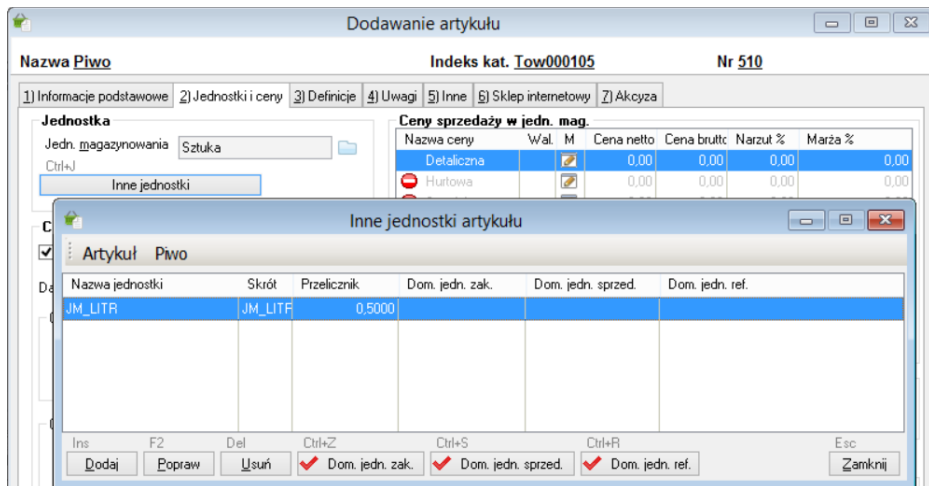 Dodawanie artykułu
Nazwa Piwo Indeks kat. Tow000105 Nr 510
1) Informacje podstawowe 2) Jednostki i ceny 3) Definicje 4) Uwagi 5) Inne 6) Sklep internetowy 7) Akcyza
Jednostka Ceny sprzedaży w jedn. mag.
Jedn. magazynowania Sztuka Nazwa ceny Wal. M Cena netto Cena brutto Narzut % Marża %
Ctrl+J Detaliczna 0,00 0,00 0,00 0,00
Inne jednostki Hurtowa 0,00 0,00 0,00 0,00
Inne jednostki artykułu
Artykuł Piwo
Nazwa jednostki Skrót Przelicznik Dom. jedn. zak. Dom. jedn. sprzed. Dom. jedn. ref.
JM_LITR JM_LITF 0,5000
Ins F2 Del Ctrl+Z Ctrl+S Ctrl+R Esc
Dodaj Popraw Usuń Dom. jedn. zak. Dom. jedn. sprzed. Dom. jedn. ref. Zamknij